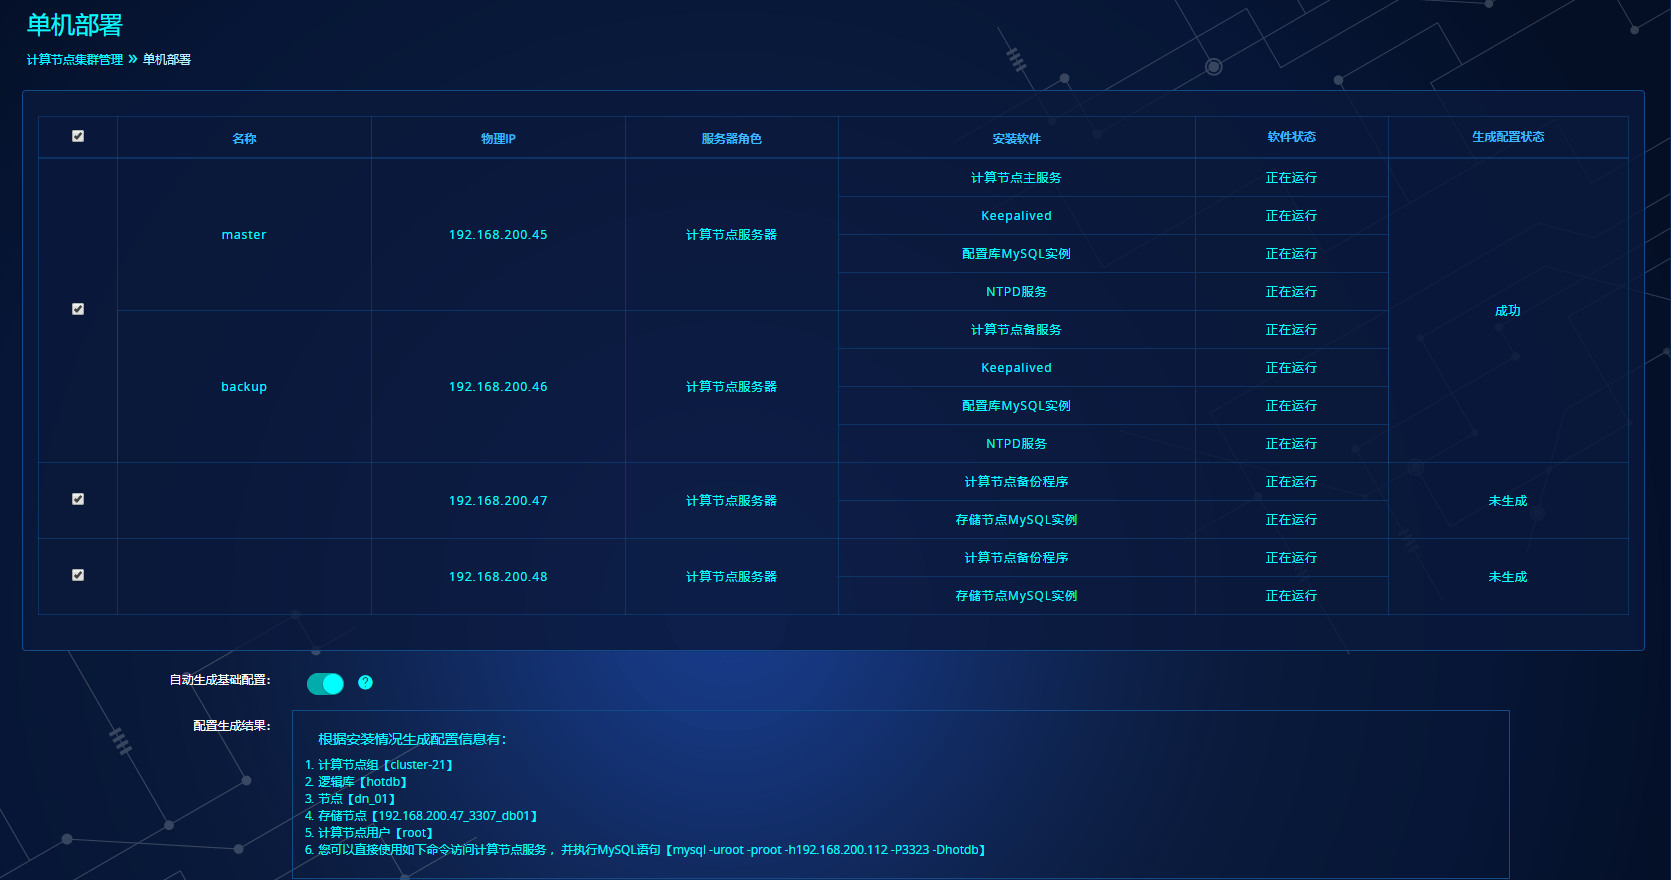 单机部署
计算节点集群管理 » 单机部署
名称 物理IP 服务器角色 安装软件 软件状态 生成配置状态
计算节点主服务 正在运行
Keepalived 正在运行
master 192.168.200.45 计算节点服务器
配置库MySQL实例 正在运行
NTPD服务 正在运行
成功
计算节点备服务 正在运行
Keepalived 正在运行
backup 192.168.200.46 计算节点服务器
配置库MySQL实例 正在运行
NTPD服务 正在运行
计算节点备份程序 正在运行
192.168.200.47 计算节点服务器 未生成
存储节点MySQL实例 正在运行
计算节点备份程序 正在运行
192.168.200.48 计算节点服务器 未生成
存储节点MySQL实例 正在运行
自动生成基础配置: ?
配置生成结果:
根据安装情况生成配置信息有:
1. 计算节点组【cluster-21】
2. 逻辑库【hotdb】
3. 节点【dn_01】
4. 存储节点【192.168.200.47_3307_db01】
5. 计算节点用户【root】
6. 您可以直接使用如下命令访问计算节点服务，并执行MySQL语句【mysql -uroot -proot -h192.168.200.112 -P3323 -Dhotdb】